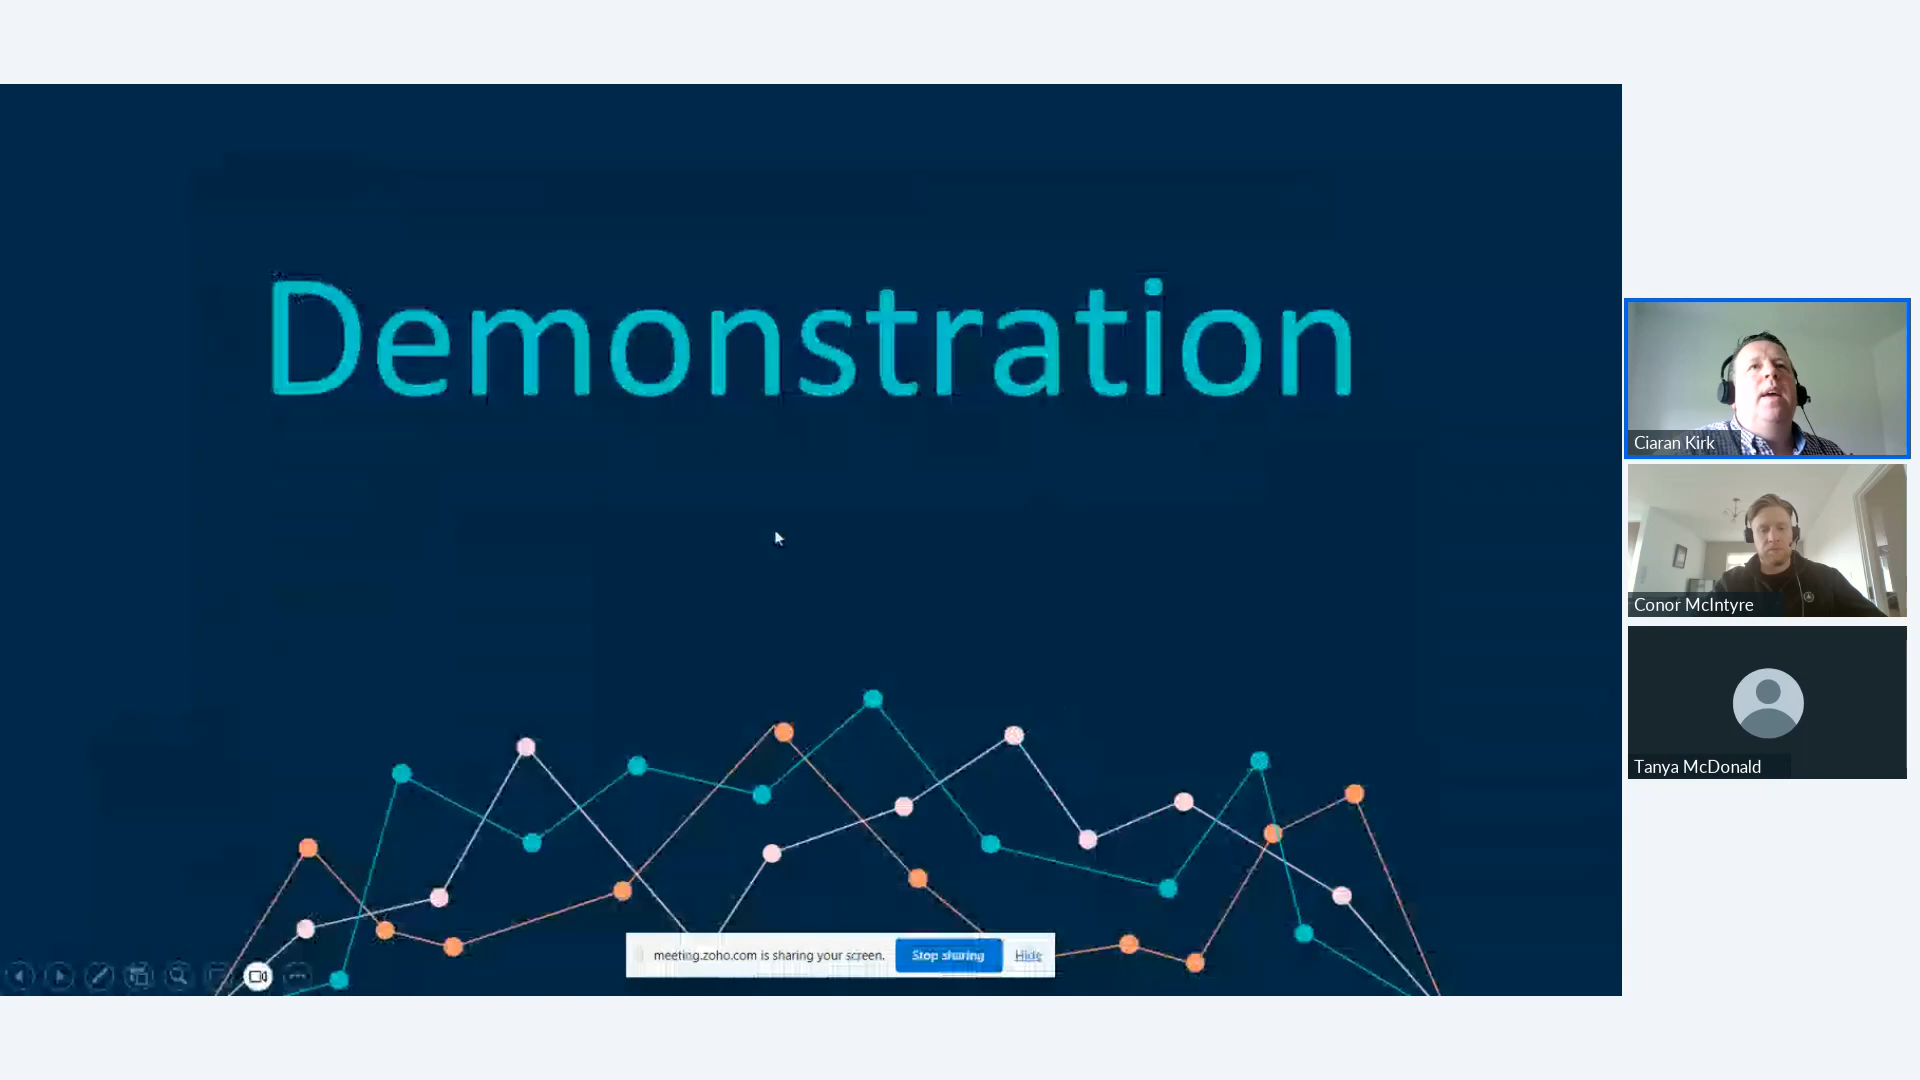 Demonstration
meeting.zoho.com is sharing your screen. Stop sharing Hide
Ciaran Kirk
Conor McIntyre
Tanya McDonald